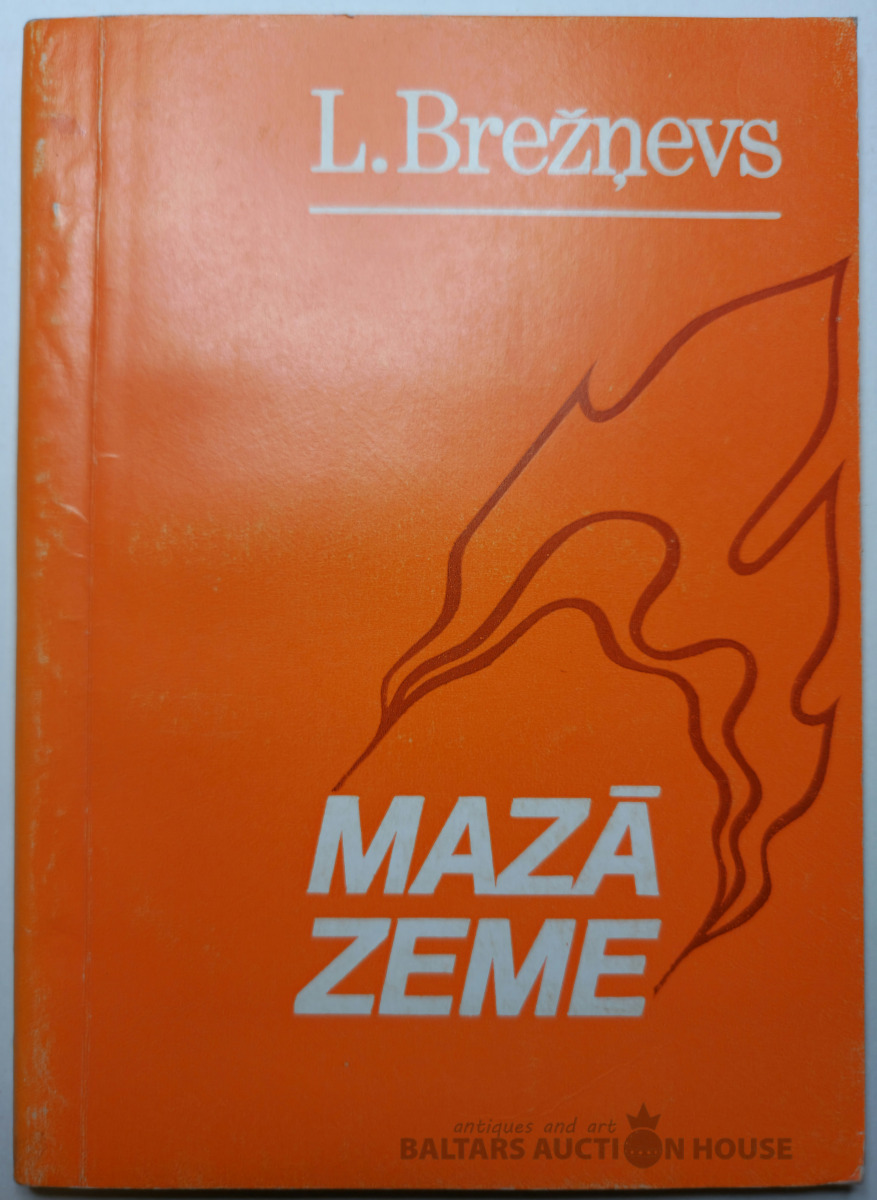 L. Brežņevs
MAZĀ
ZEME
antiques and art
BALTARS AUCTION HOUSE